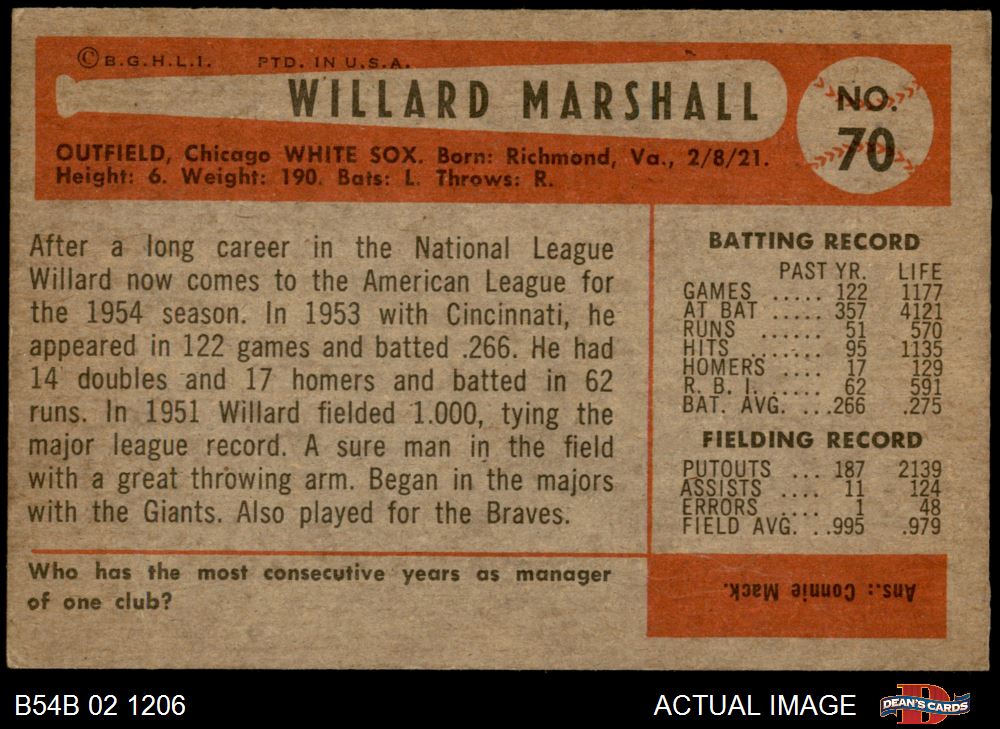 © B.G.H.L.I. PTD. IN U.S.A.
WILLARD MARSHALL
NO.
70
OUTFIELD, Chicago WHITE SOX. Born: Richmond, Va., 2/8/21.
Height: 6. Weight: 190. Bats: L. Throws: R.
After a long career in the National League
Willard now comes to the American League for
the 1954 season. In 1953 with Cincinnati, he
appeared in 122 games and batted .266. He had
14 doubles and 17 homers and batted in 62
runs. In 1951 Willard fielded 1.000, tying the
major league record. A sure man in the field
with a great throwing arm. Began in the majors
with the Giants. Also played for the Braves.
BATTING RECORD
PAST YR. LIFE
GAMES ..... 122 1177
AT BAT ..... 357 4121
RUNS ...... 51 570
HITS ....... 95 1135
HOMERS .... 17 129
R. B. I. ..... 62 591
BAT. AVG. ...266 .275
FIELDING RECORD
PUTOUTS ... 187 2139
ASSISTS .... 11 124
ERRORS .... 1 48
FIELD AVG. ..995 .979
Who has the most consecutive years as manager
of one club?
Ans.: Connie Mack.
B54B 02 1206
ACTUAL IMAGE
D
DEAN'S CARDS